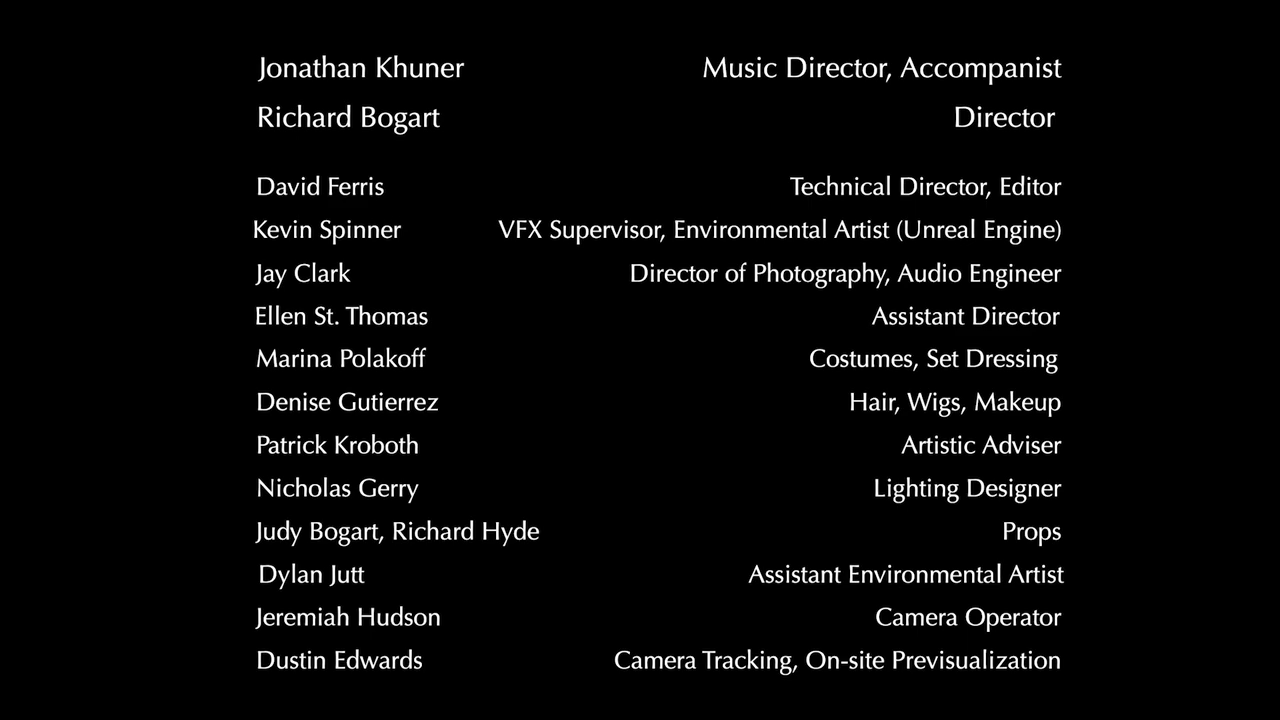 Jonathan Khuner Music Director, Accompanist
Richard Bogart Director
David Ferris Technical Director, Editor
Kevin Spinner VFX Supervisor, Environmental Artist (Unreal Engine)
Jay Clark Director of Photography, Audio Engineer
Ellen St. Thomas Assistant Director
Marina Polakoff Costumes, Set Dressing
Denise Gutierrez Hair, Wigs, Makeup
Patrick Kroboth Artistic Adviser
Nicholas Gerry Lighting Designer
Judy Bogart, Richard Hyde Props
Dylan Jutt Assistant Environmental Artist
Jeremiah Hudson Camera Operator
Dustin Edwards Camera Tracking, On-site Previsualization